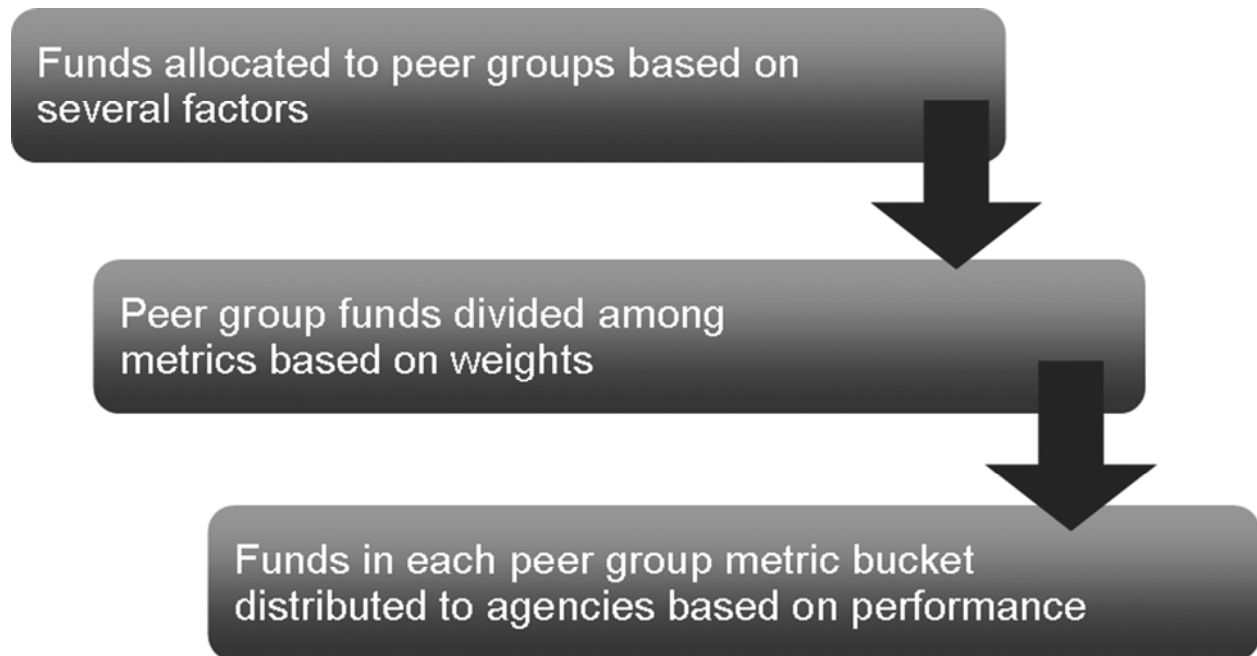 Funds allocated to peer groups based on
several factors
Peer group funds divided among
metrics based on weights
Funds in each peer group metric bucket
distributed to agencies based on performance